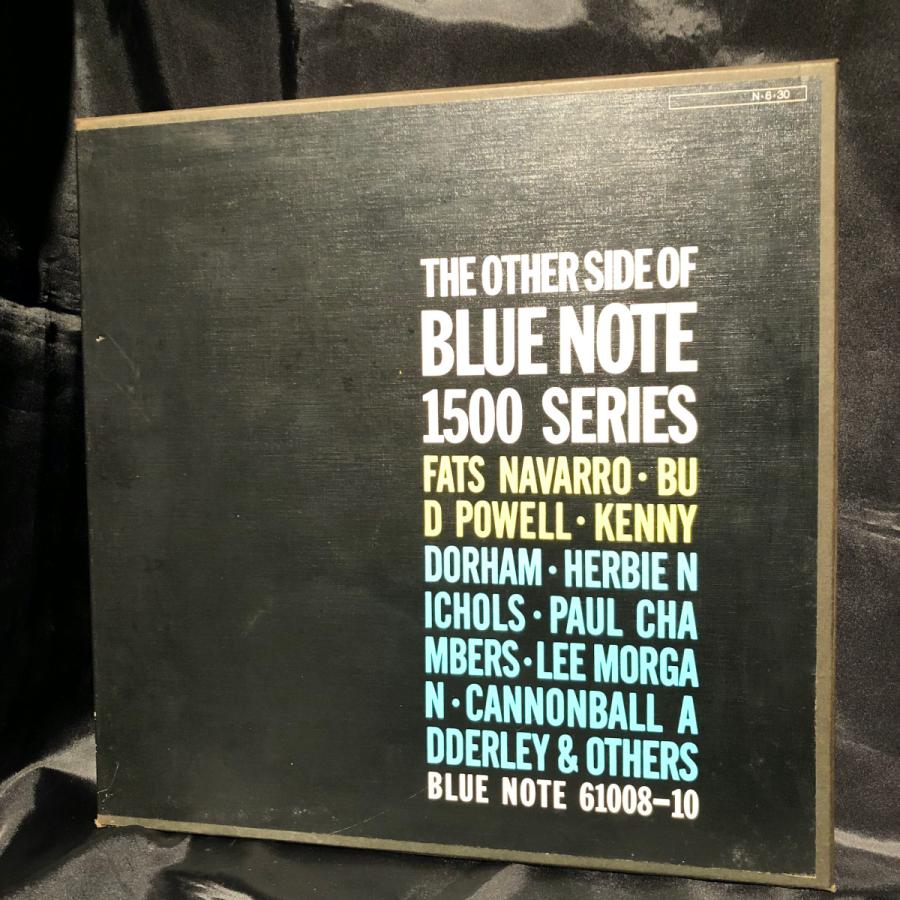 N·6·30
THE OTHER SIDE OF
BLUE NOTE
1500 SERIES
FATS NAVARRO · BU
D POWELL · KENNY
DORHAM · HERBIE N
ICHOLS · PAUL CHA
MBERS · LEE MORGA
N · CANNONBALL A
DDERLEY & OTHERS
BLUE NOTE 61008–10